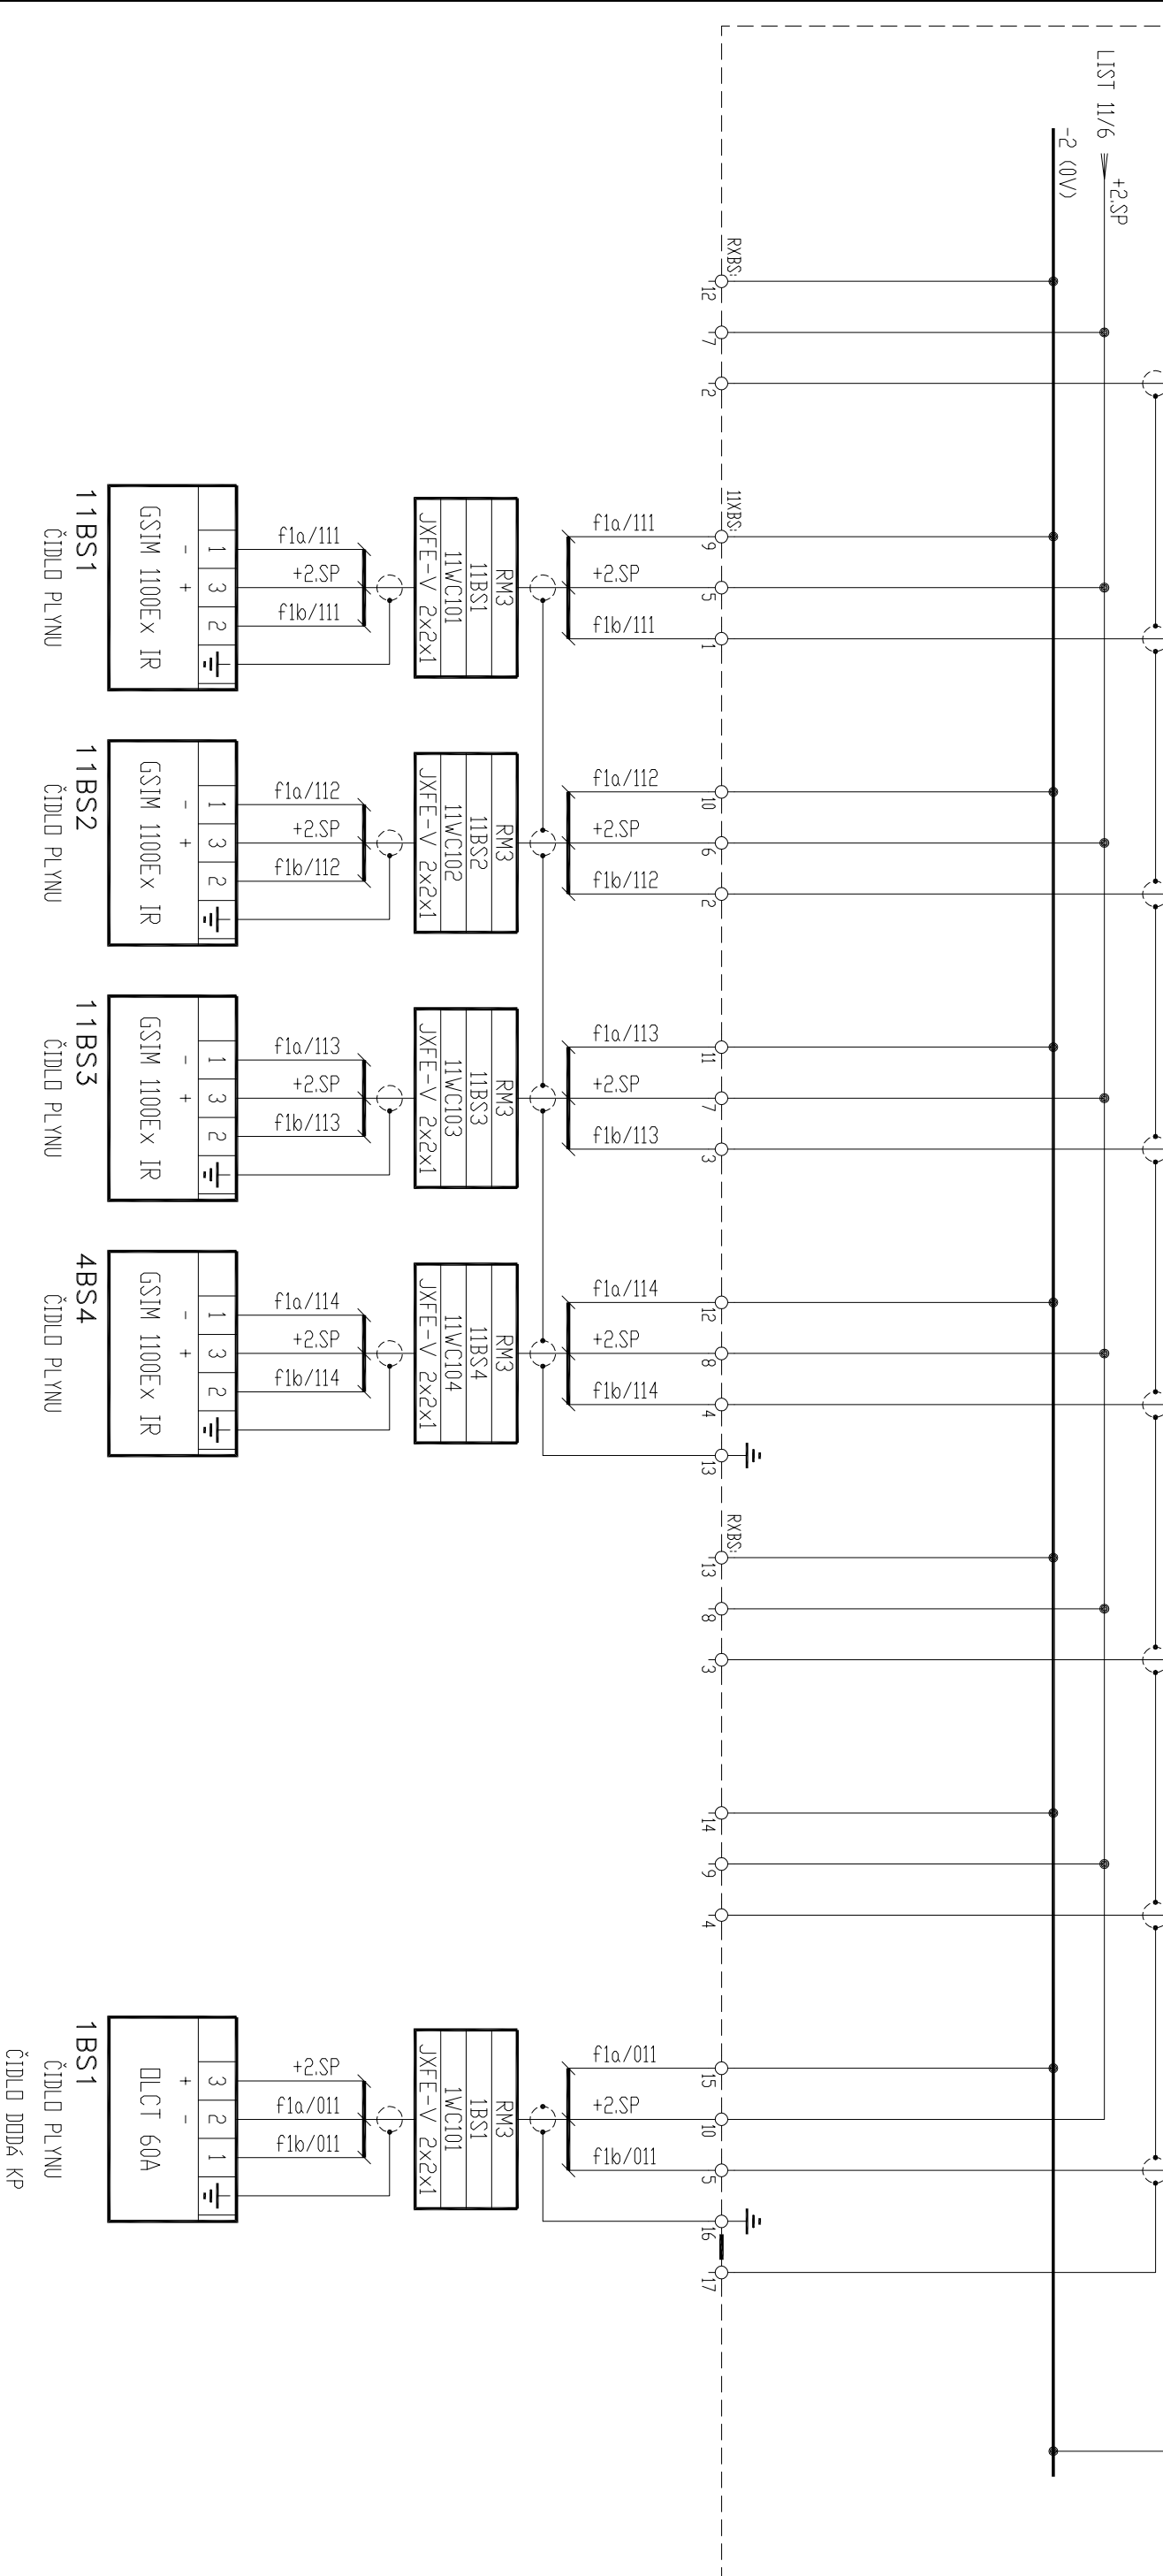 LIST 11/6
+2.SP
-2 (0V)
RXBS:
12
7
2
11XBS:
9
5
1
10
6
2
11
7
3
12
8
4
13
RXBS:
13
8
3
14
9
4
15
10
5
16
17
f1a/111
+2.SP
f1b/111
f1a/112
+2.SP
f1b/112
f1a/113
+2.SP
f1b/113
f1a/114
+2.SP
f1b/114
f1a/011
+2.SP
f1b/011
RM3
11BS1
11WC101
JXFE-V 2x2x1
RM3
11BS2
11WC102
JXFE-V 2x2x1
RM3
11BS3
11WC103
JXFE-V 2x2x1
RM3
11BS4
11WC104
JXFE-V 2x2x1
RM3
1BS1
1WC101
JXFE-V 2x2x1
f1a/111
+2.SP
f1b/111
f1a/112
+2.SP
f1b/112
f1a/113
+2.SP
f1b/113
f1a/114
+2.SP
f1b/114
+2.SP
f1a/011
f1b/011
1 3 2
- +
GSIM 1100Ex IR
1 3 2
- +
GSIM 1100Ex IR
1 3 2
- +
GSIM 1100Ex IR
1 3 2
- +
GSIM 1100Ex IR
3 2 1
+ -
OLCT 60A
11BS1
ČIDLO PLYNU
11BS2
ČIDLO PLYNU
11BS3
ČIDLO PLYNU
4BS4
ČIDLO PLYNU
1BS1
ČIDLO PLYNU
ČIDLO DODÁ KP